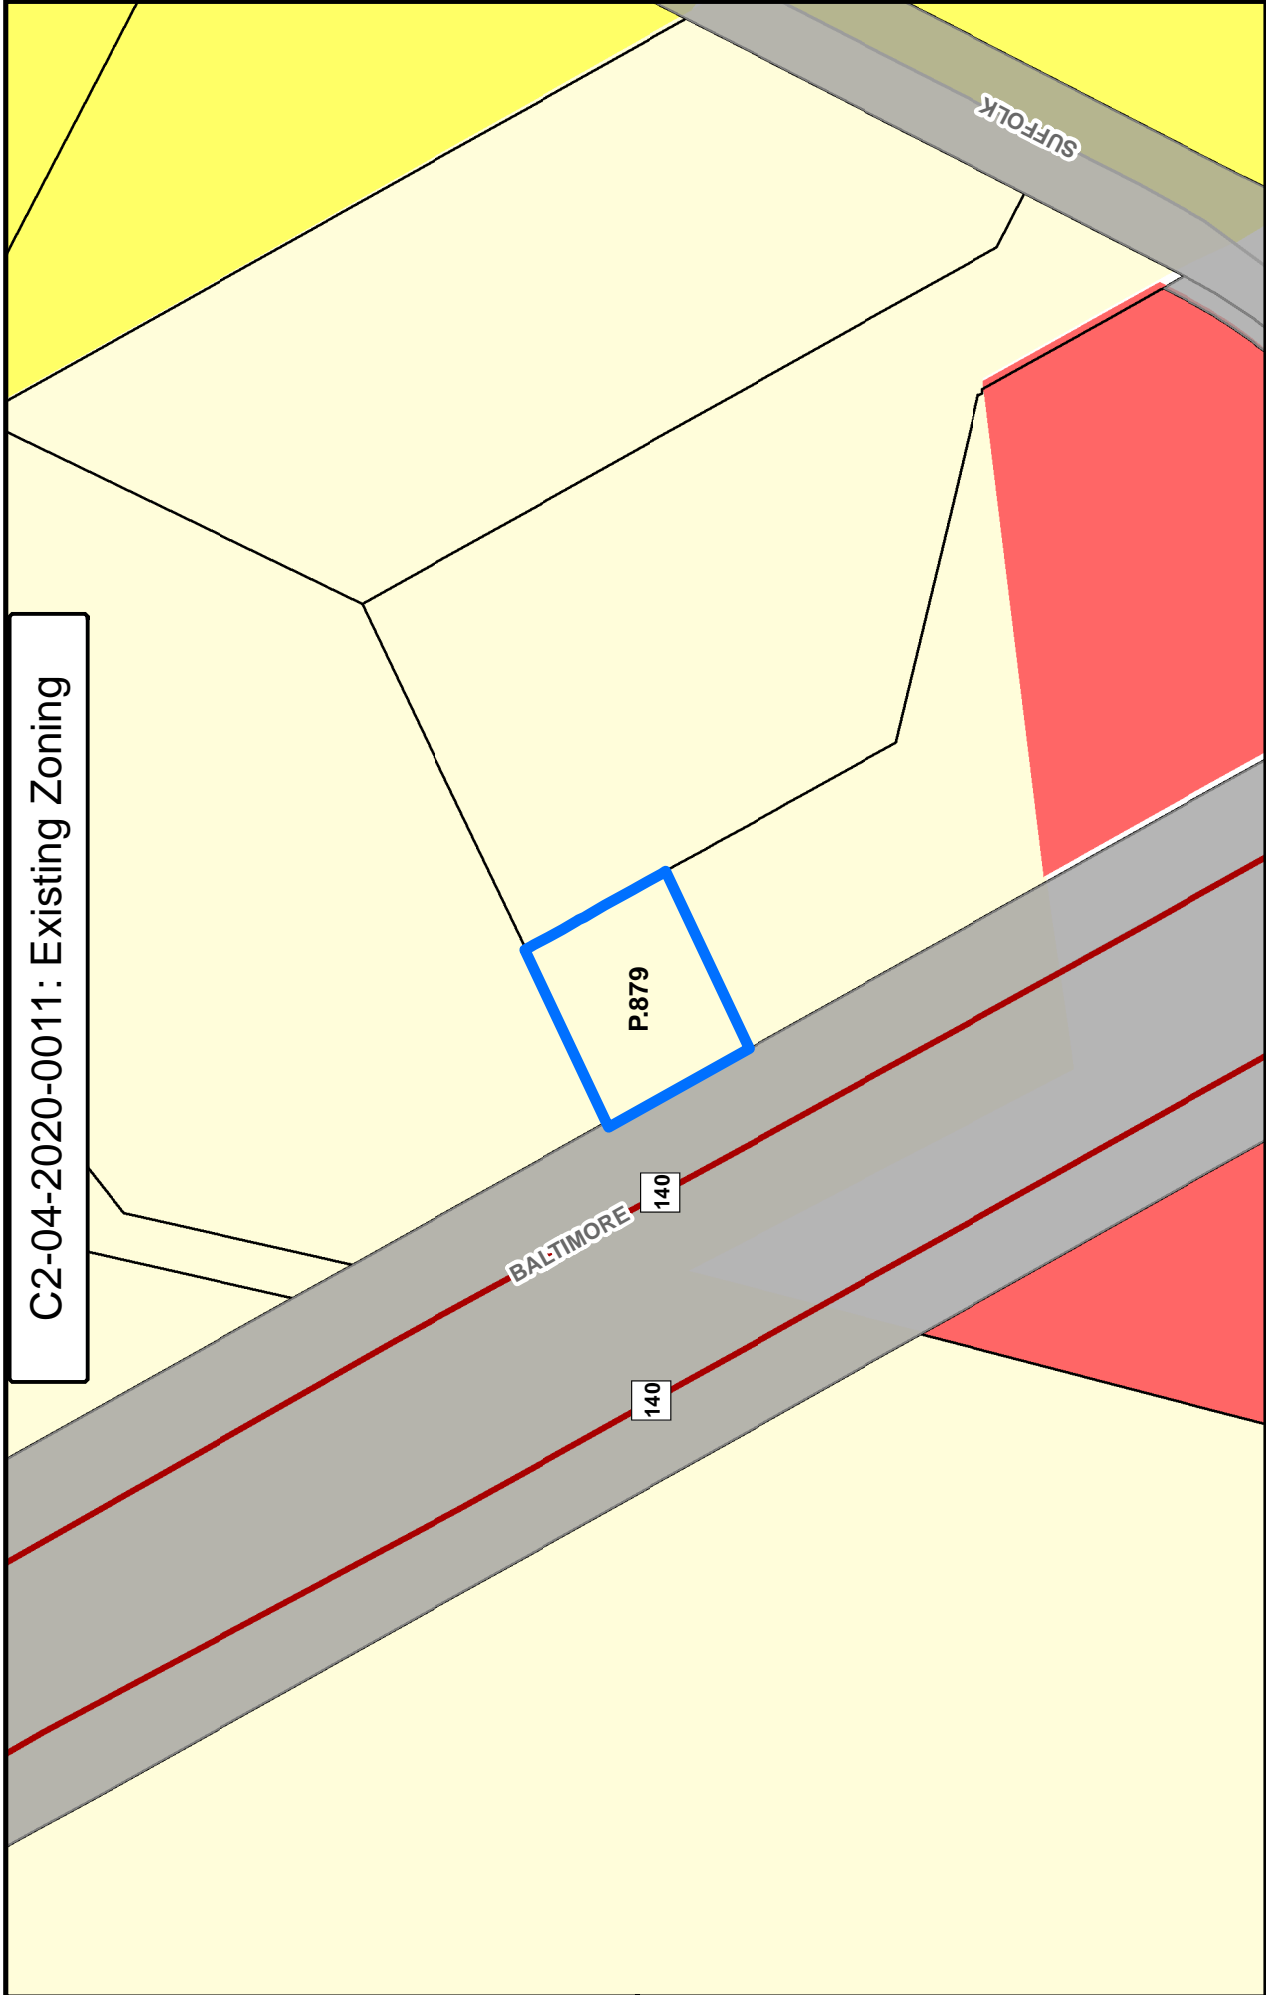 C2-04-2020-0011: Existing Zoning
SUFFOLK
P.879
140
BALTIMORE
140